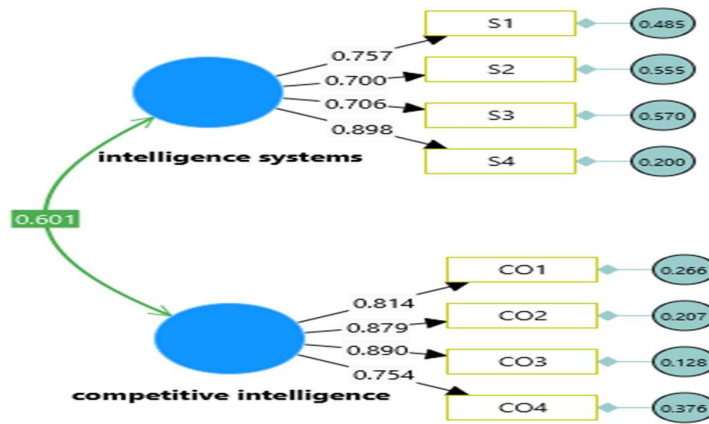 S1 0.485
0.757
S2 0.555
0.700
0.706
S3 0.570
0.898
S4 0.200
intelligence systems
0.601
CO1 0.266
0.814
CO2 0.207
0.879
0.890
CO3 0.128
0.754
CO4 0.376
competitive intelligence